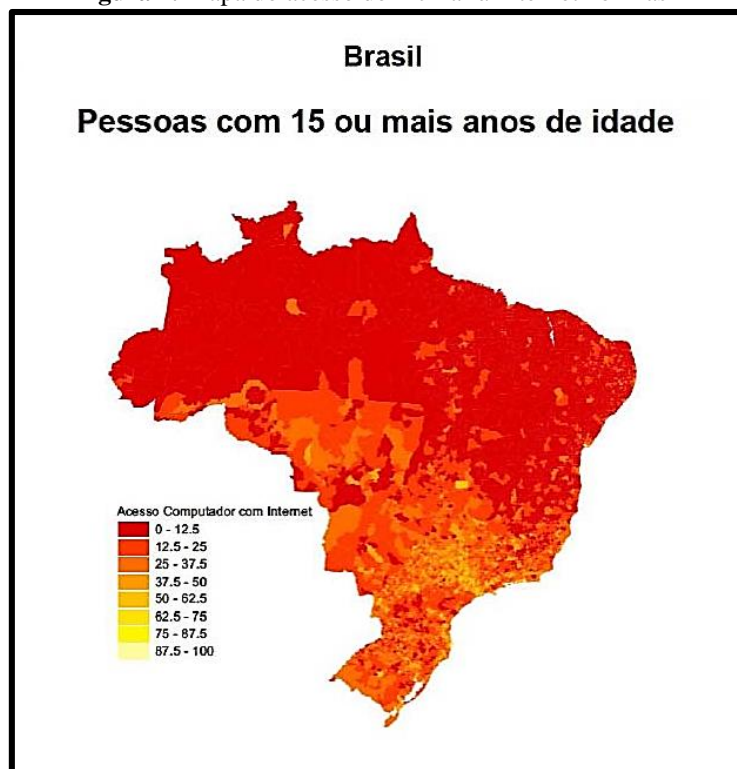 Brasil
Pessoas com 15 ou mais anos de idade
Acesso Computador com Internet
0 - 12.5
12.5 - 25
25 - 37.5
37.5 - 50
50 - 62.5
62.5 - 75
75 - 87.5
87.5 - 100